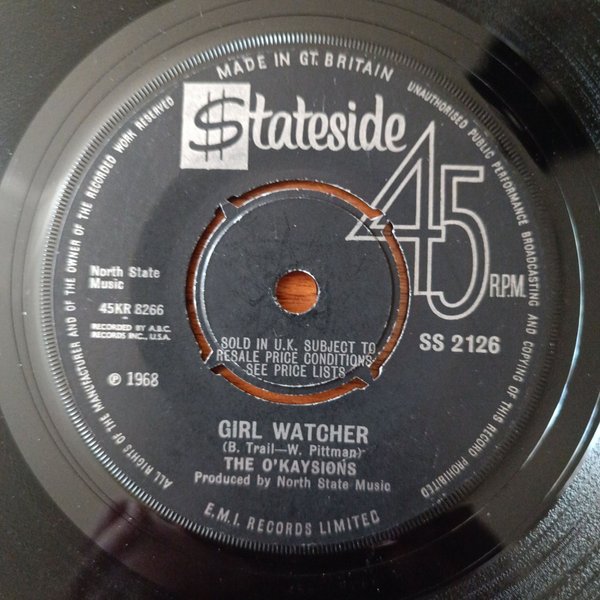 MADE IN GT. BRITAIN
$tateside
45 R.P.M.
North State
Music
45KR 8266
RECORDED BY A.B.C.
RECORDS INC., U.S.A.
℗ 1968
SS 2126
SOLD IN U.K. SUBJECT TO
RESALE PRICE CONDITIONS,
SEE PRICE LISTS
GIRL WATCHER
(B. Trail—W. Pittman)
THE O'KAYSIONS
Produced by North State Music
E.M.I. RECORDS LIMITED
ALL RIGHTS OF THE MANUFACTURER AND OF THE OWNER OF THE RECORDED WORK RESERVED
UNAUTHORISED PUBLIC PERFORMANCE BROADCASTING AND COPYING OF THIS RECORD PROHIBITED